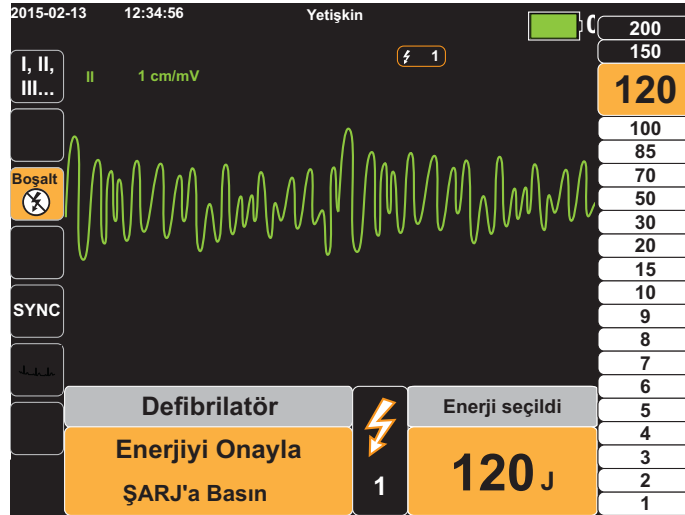 2015-02-13 12:34:56 Yetişkin
1
I, II,
III...
II 1 cm/mV
Boşalt
SYNC
200
150
120
100
85
70
50
30
20
15
10
9
8
7
6
5
4
3
2
1
Defibrilatör
Enerjiyi Onayla
ŞARJ'a Basın
1
Enerji seçildi
120 J